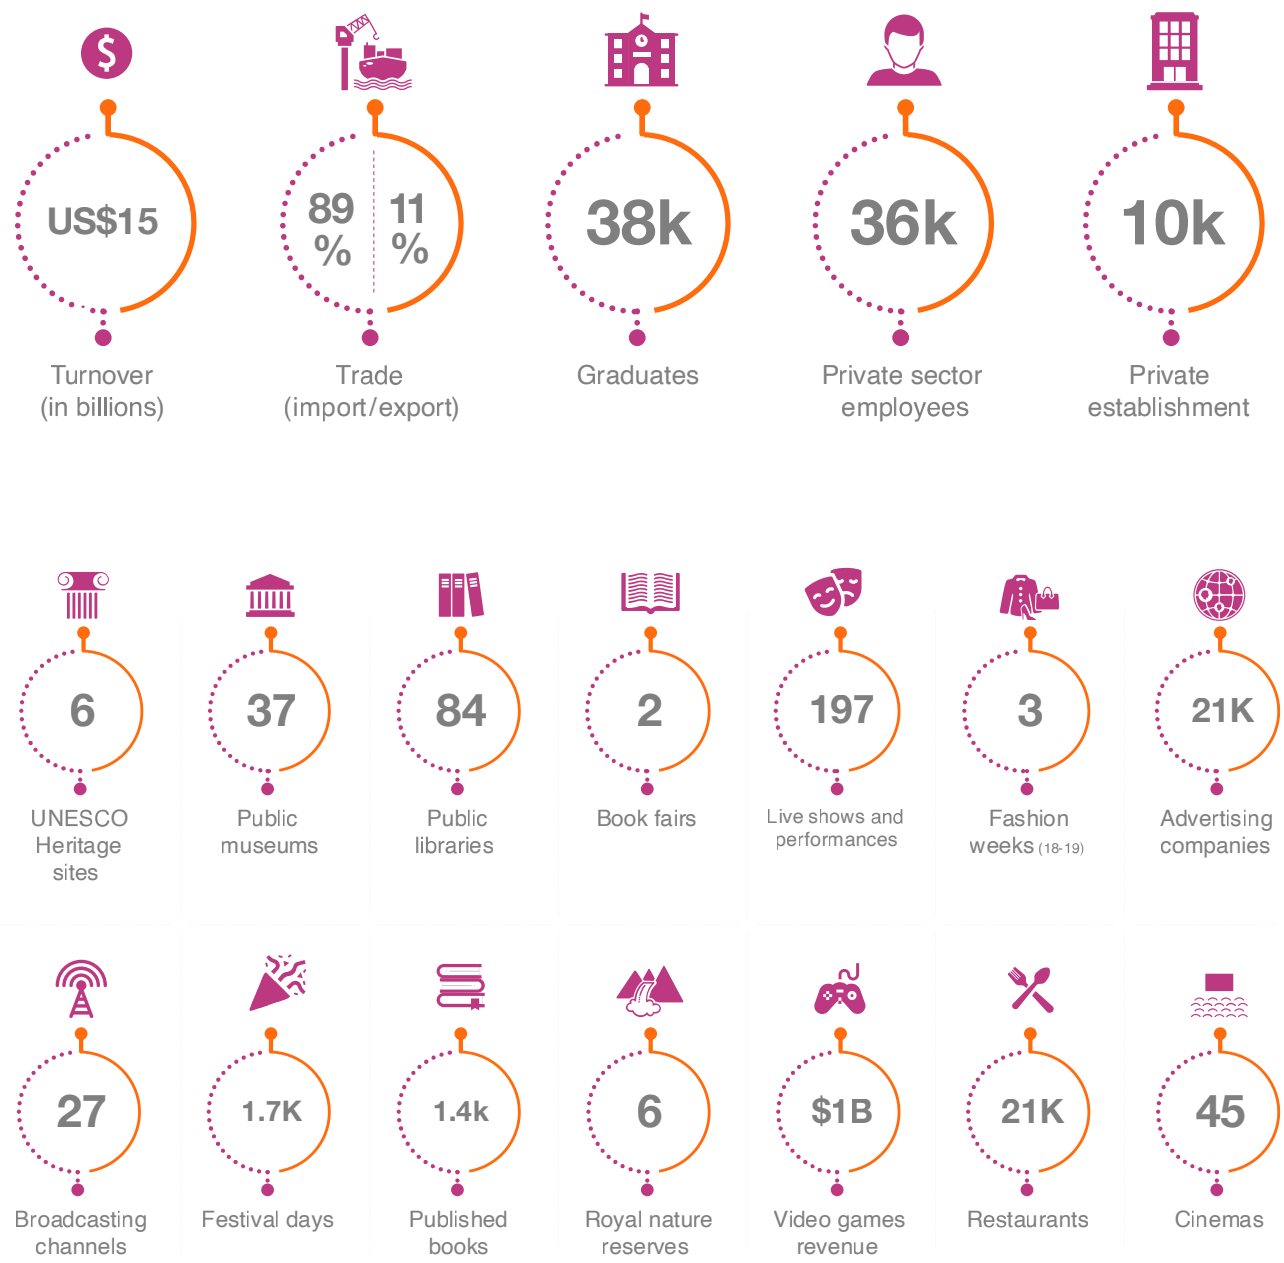 US$15
89
%
11
%
38k
36k
10k
Turnover
(in billions)
Trade
(import/export)
Graduates
Private sector
employees
Private
establishment
6
37
84
2
197
3
21K
UNESCO
Heritage
sites
Public
museums
Public
libraries
Book fairs
Live shows and
performances
Fashion
weeks (18-19)
Advertising
companies
27
1.7K
1.4k
6
$1B
21K
45
Broadcasting
channels
Festival days
Published
books
Royal nature
reserves
Video games
revenue
Restaurants
Cinemas